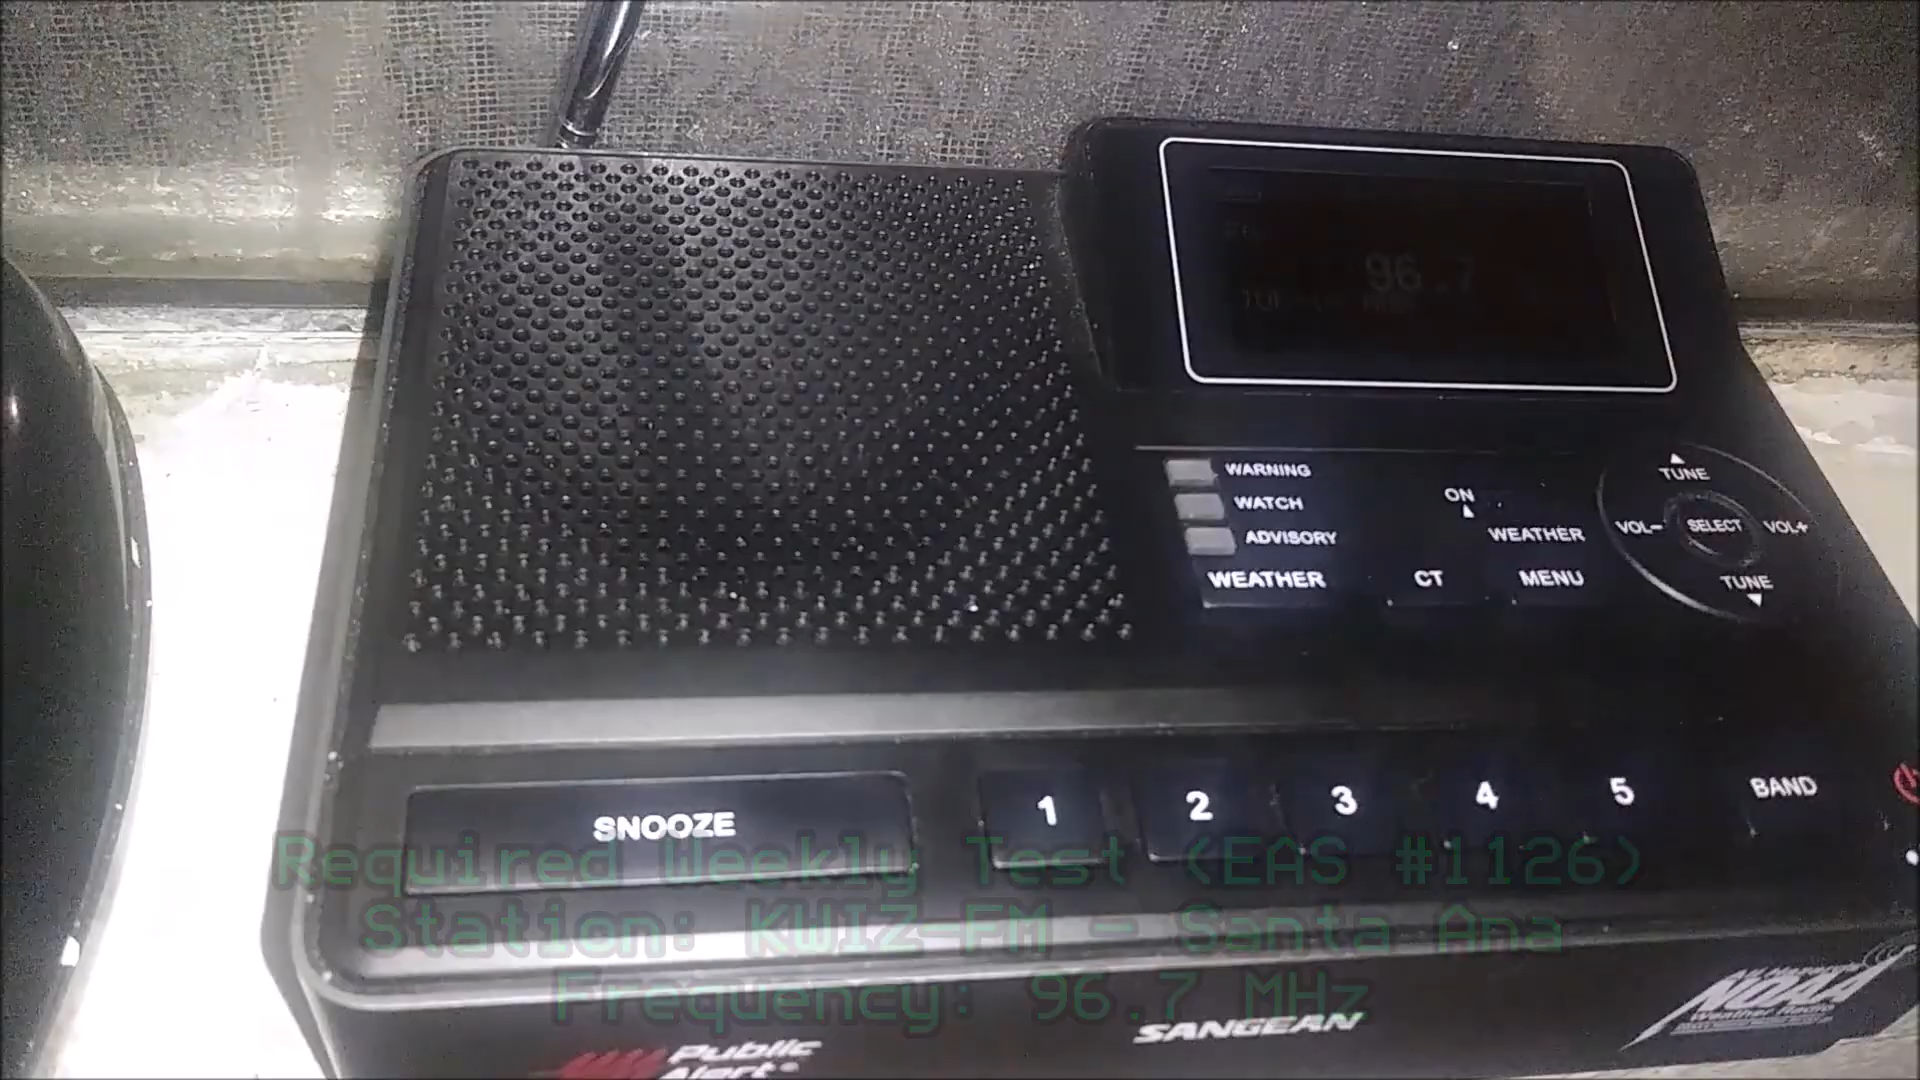 96.7
WARNING
WATCH
ADVISORY
ON
WEATHER
WEATHER
CT
MENU
TUNE
VOL-
SELECT
VOL+
TUNE
SNOOZE
1
2
3
4
5
BAND
Required Weekly Test (EAS #1126)
Station: KWIZ-FM - Santa Ana
Frequency: 96.7 MHz
SANGEAN
Public
Alert
NOAA
Weather Radio